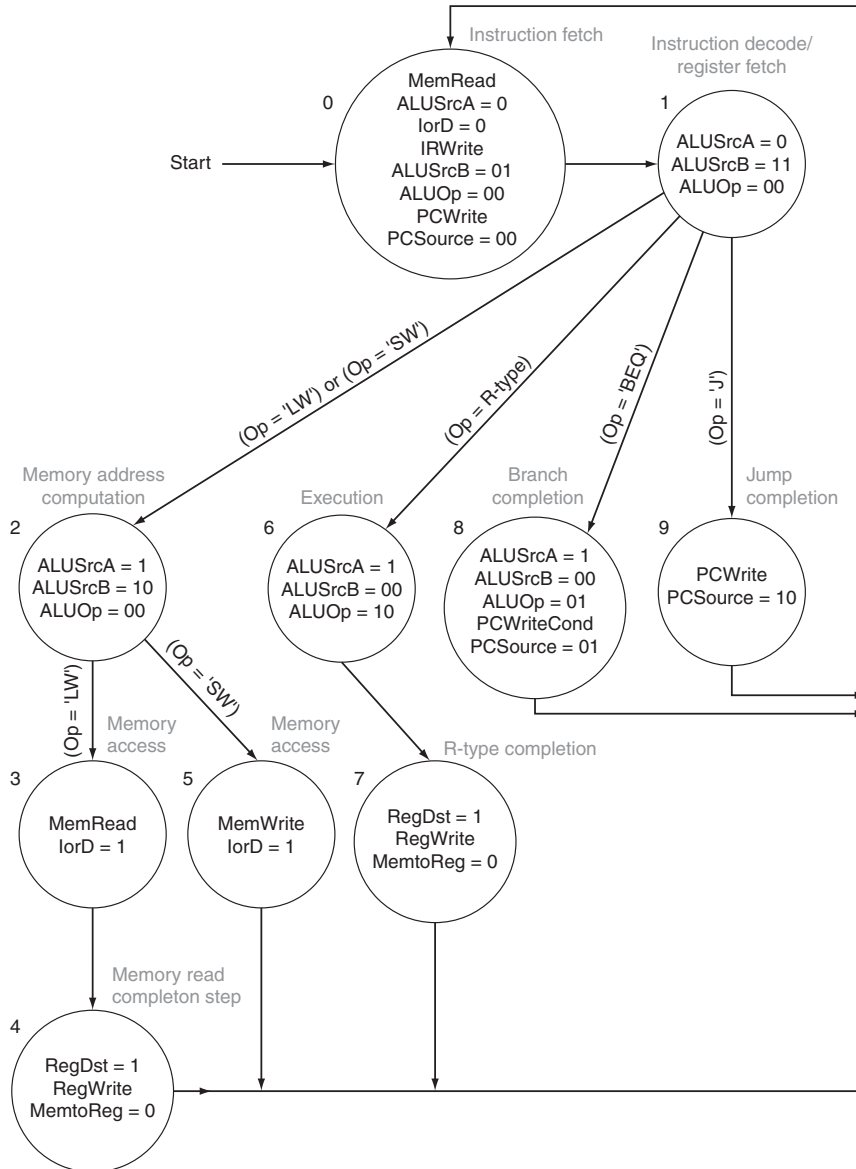 Instruction fetch
Instruction decode/
register fetch
0
MemRead
ALUSrcA = 0
IorD = 0
IRWrite
ALUSrcB = 01
ALUOp = 00
PCWrite
PCSource = 00
1
ALUSrcA = 0
ALUSrcB = 11
ALUOp = 00
Start
(Op = 'LW') or (Op = 'SW')
(Op = R-type)
(Op = 'BEQ')
(Op = 'J')
Memory address
computation
2
ALUSrcA = 1
ALUSrcB = 10
ALUOp = 00
Execution
6
ALUSrcA = 1
ALUSrcB = 00
ALUOp = 10
Branch
completion
8
ALUSrcA = 1
ALUSrcB = 00
ALUOp = 01
PCWriteCond
PCSource = 01
Jump
completion
9
PCWrite
PCSource = 10
(Op = 'LW')
(Op = 'SW')
Memory
access
3
MemRead
IorD = 1
Memory
access
5
MemWrite
IorD = 1
R-type completion
7
RegDst = 1
RegWrite
MemtoReg = 0
Memory read
completon step
4
RegDst = 1
RegWrite
MemtoReg = 0